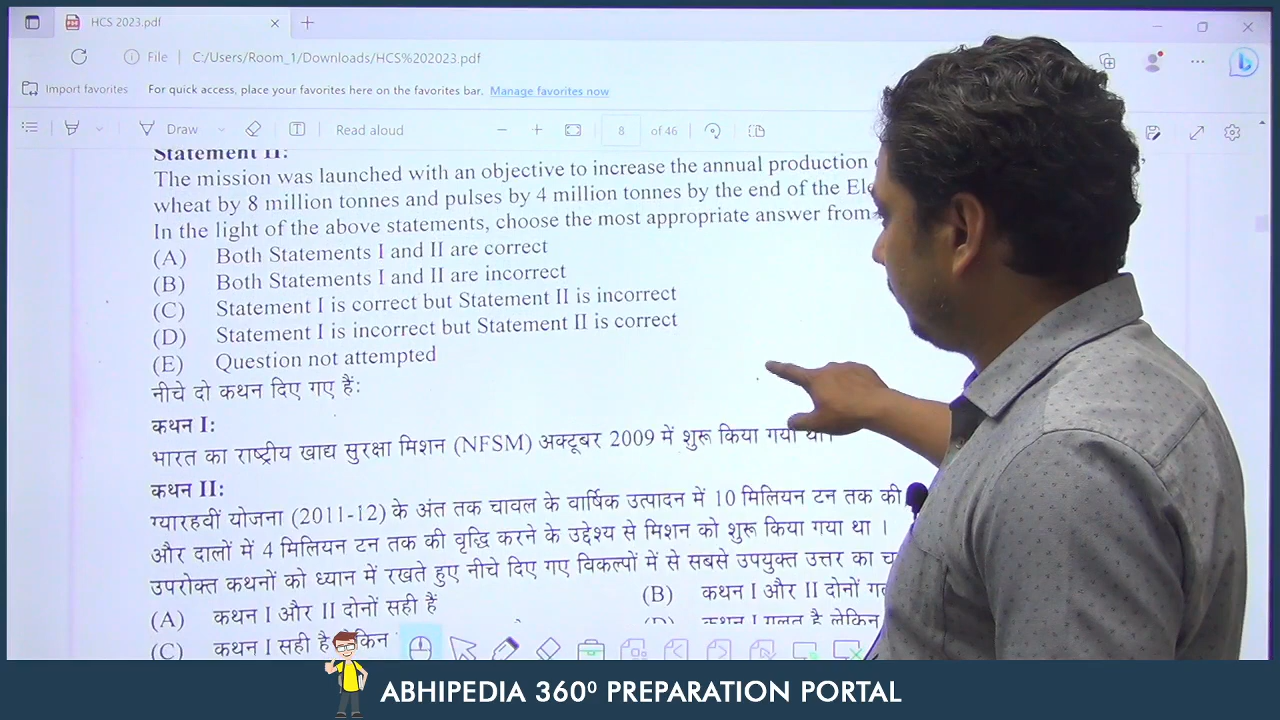 HCS 2023.pdf
File C:/Users/Room_1/Downloads/HCS%202023.pdf
Import favorites For quick access, place your favorites here on the favorites bar. Manage favorites now
Draw Read aloud 8 of 46
Statement II:
The mission was launched with an objective to increase the annual production
wheat by 8 million tonnes and pulses by 4 million tonnes by the end of the
In the light of the above statements, choose the most appropriate answer from
(A) Both Statements I and II are correct
(B) Both Statements I and II are incorrect
(C) Statement I is correct but Statement II is incorrect
(D) Statement I is incorrect but Statement II is correct
(E) Question not attempted
नीचे दो कथन दिए गए हैं:
कथन I:
भारत का राष्ट्रीय खाद्य सुरक्षा मिशन (NFSM) अक्टूबर 2009 में शुरू किया गया था।
कथन II:
ग्यारहवीं योजना (2011-12) के अंत तक चावल के वार्षिक उत्पादन में 10 मिलियन टन तक की
और दालों में 4 मिलियन टन तक की वृद्धि करने के उद्देश्य से मिशन को शुरू किया गया था ।
उपरोक्त कथनों को ध्यान में रखते हुए नीचे दिए गए विकल्पों में से सबसे उपयुक्त उत्तर का
(A) कथन I और II दोनों सही हैं (B) कथन I और II दोनों
(C) कथन I सही है लेकिन (D) कथन I गलत है लेकिन
ABHIPEDIA 360⁰ PREPARATION PORTAL